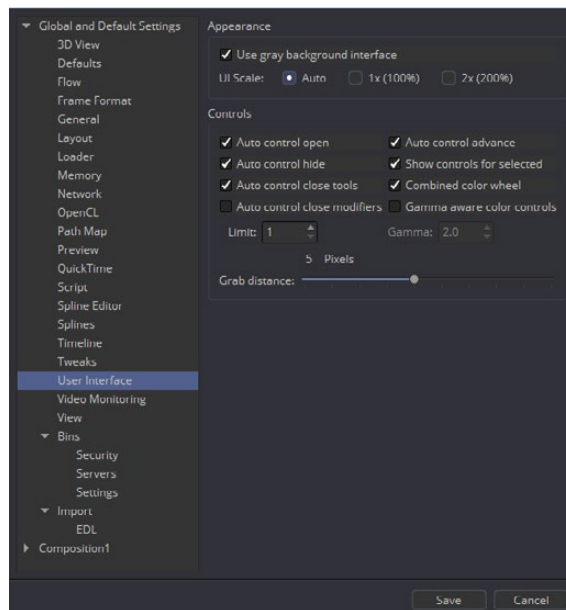 Global and Default Settings
3D View
Defaults
Flow
Frame Format
General
Layout
Loader
Memory
Network
OpenCL
Path Map
Preview
QuickTime
Script
Spline Editor
Splines
Timeline
Tweaks
User Interface
Video Monitoring
View
Bins
Security
Servers
Settings
Import
EDL
Composition1
Appearance
Use gray background interface
UI Scale: Auto 1x (100%) 2x (200%)
Controls
Auto control open Auto control advance
Auto control hide Show controls for selected
Auto control close tools Combined color wheel
Auto control close modifiers Gamma aware color controls
Limit: 1 Gamma: 2.0
5 Pixels
Grab distance:
Save Cancel